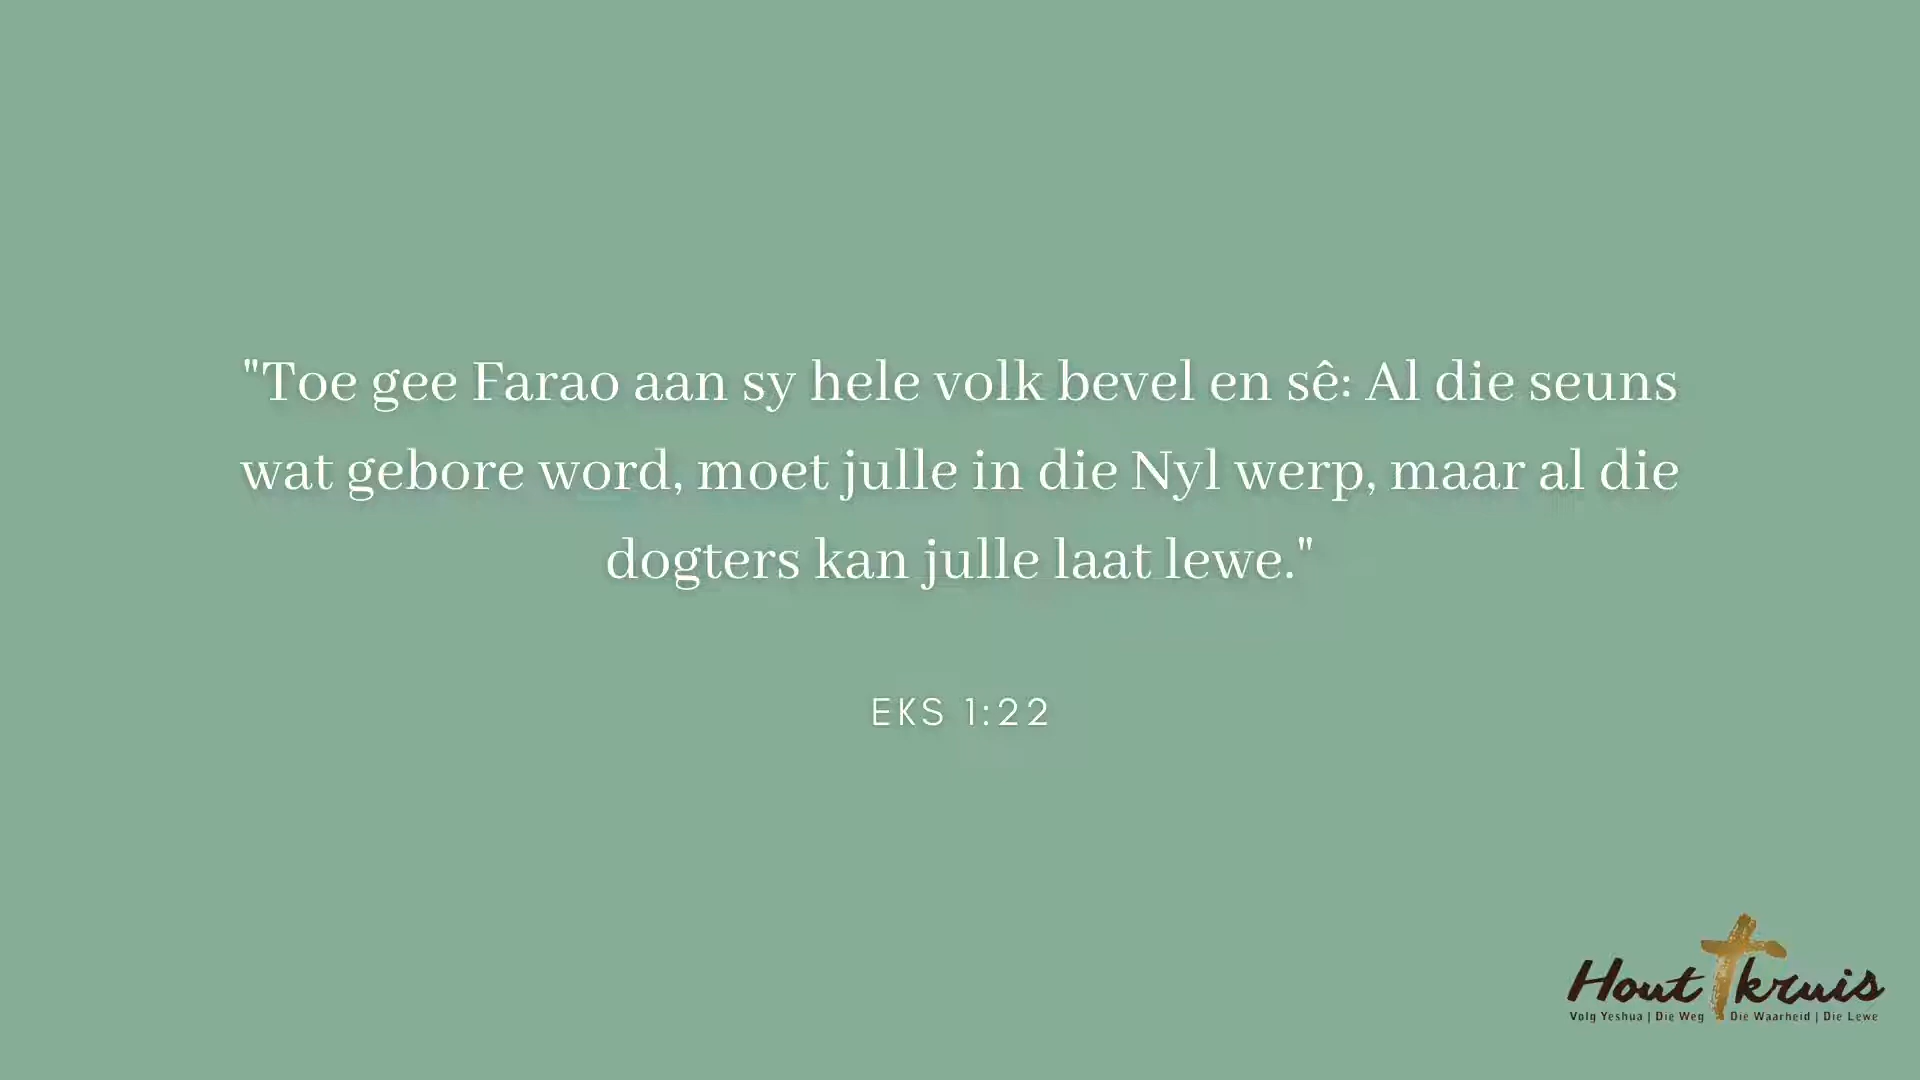 "Toe gee Farao aan sy hele volk bevel en sê: Al die seuns
wat gebore word, moet julle in die Nyl werp, maar al die
dogters kan julle laat lewe."
EKS 1:22
Hout kruis
Volg Yeshua | Die Weg Die Waarheid | Die Lewe